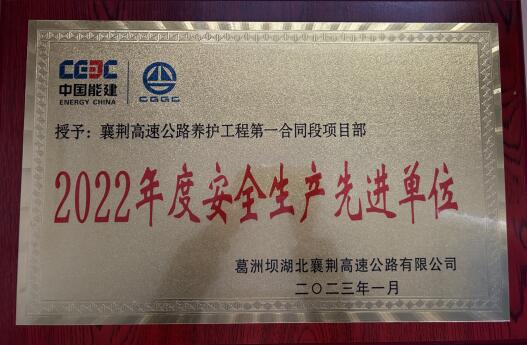 CEEC
中国能建
ENERGY CHINA
CGGC
授予：襄荆高速公路养护工程第一合同段项目部
2022年度安全生产先进单位
葛洲坝湖北襄荆高速公路有限公司
二〇二三年一月